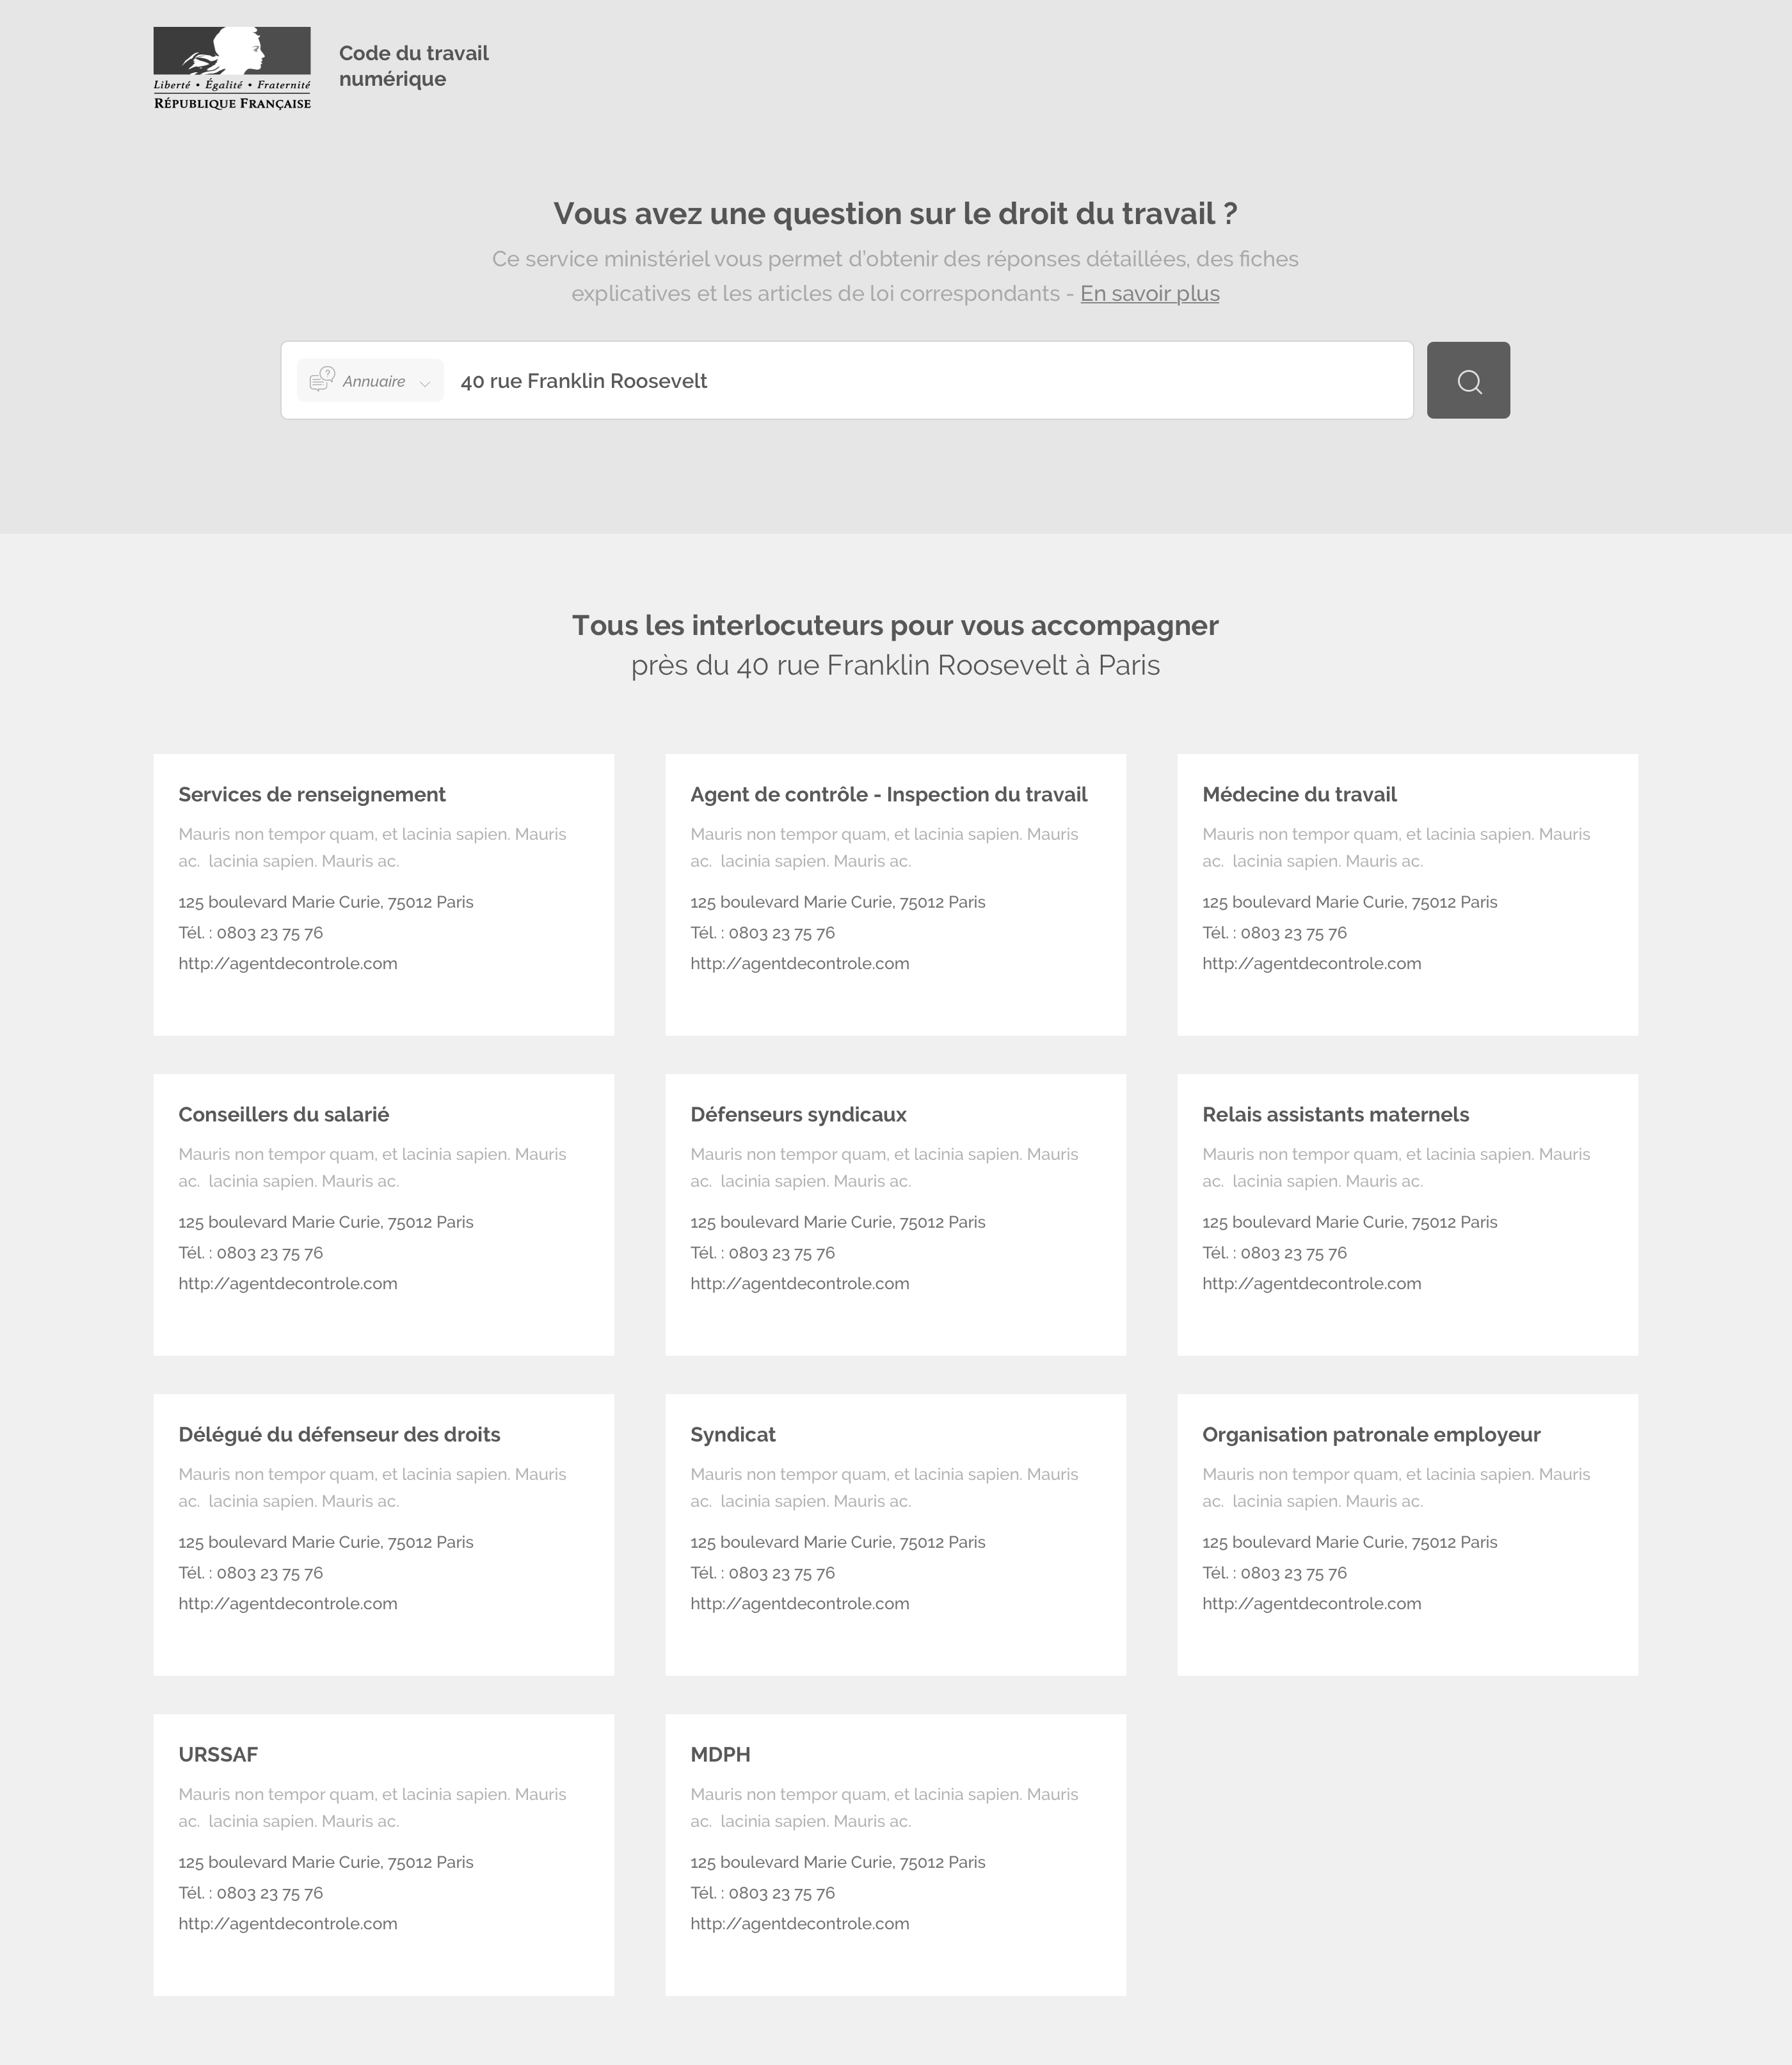 Liberté • Égalité • Fraternité
RÉPUBLIQUE FRANÇAISE
Code du travail
numérique
Vous avez une question sur le droit du travail ?
Ce service ministériel vous permet d’obtenir des réponses détaillées, des fiches
explicatives et les articles de loi correspondants - En savoir plus
Annuaire
40 rue Franklin Roosevelt
Tous les interlocuteurs pour vous accompagner
près du 40 rue Franklin Roosevelt à Paris
Services de renseignement
Mauris non tempor quam, et lacinia sapien. Mauris
ac.  lacinia sapien. Mauris ac.
125 boulevard Marie Curie, 75012 Paris
Tél. : 0803 23 75 76
http://agentdecontrole.com
Agent de contrôle - Inspection du travail
Mauris non tempor quam, et lacinia sapien. Mauris
ac.  lacinia sapien. Mauris ac.
125 boulevard Marie Curie, 75012 Paris
Tél. : 0803 23 75 76
http://agentdecontrole.com
Médecine du travail
Mauris non tempor quam, et lacinia sapien. Mauris
ac.  lacinia sapien. Mauris ac.
125 boulevard Marie Curie, 75012 Paris
Tél. : 0803 23 75 76
http://agentdecontrole.com
Conseillers du salarié
Mauris non tempor quam, et lacinia sapien. Mauris
ac.  lacinia sapien. Mauris ac.
125 boulevard Marie Curie, 75012 Paris
Tél. : 0803 23 75 76
http://agentdecontrole.com
Défenseurs syndicaux
Mauris non tempor quam, et lacinia sapien. Mauris
ac.  lacinia sapien. Mauris ac.
125 boulevard Marie Curie, 75012 Paris
Tél. : 0803 23 75 76
http://agentdecontrole.com
Relais assistants maternels
Mauris non tempor quam, et lacinia sapien. Mauris
ac.  lacinia sapien. Mauris ac.
125 boulevard Marie Curie, 75012 Paris
Tél. : 0803 23 75 76
http://agentdecontrole.com
Délégué du défenseur des droits
Mauris non tempor quam, et lacinia sapien. Mauris
ac.  lacinia sapien. Mauris ac.
125 boulevard Marie Curie, 75012 Paris
Tél. : 0803 23 75 76
http://agentdecontrole.com
Syndicat
Mauris non tempor quam, et lacinia sapien. Mauris
ac.  lacinia sapien. Mauris ac.
125 boulevard Marie Curie, 75012 Paris
Tél. : 0803 23 75 76
http://agentdecontrole.com
Organisation patronale employeur
Mauris non tempor quam, et lacinia sapien. Mauris
ac.  lacinia sapien. Mauris ac.
125 boulevard Marie Curie, 75012 Paris
Tél. : 0803 23 75 76
http://agentdecontrole.com
URSSAF
Mauris non tempor quam, et lacinia sapien. Mauris
ac.  lacinia sapien. Mauris ac.
125 boulevard Marie Curie, 75012 Paris
Tél. : 0803 23 75 76
http://agentdecontrole.com
MDPH
Mauris non tempor quam, et lacinia sapien. Mauris
ac.  lacinia sapien. Mauris ac.
125 boulevard Marie Curie, 75012 Paris
Tél. : 0803 23 75 76
http://agentdecontrole.com